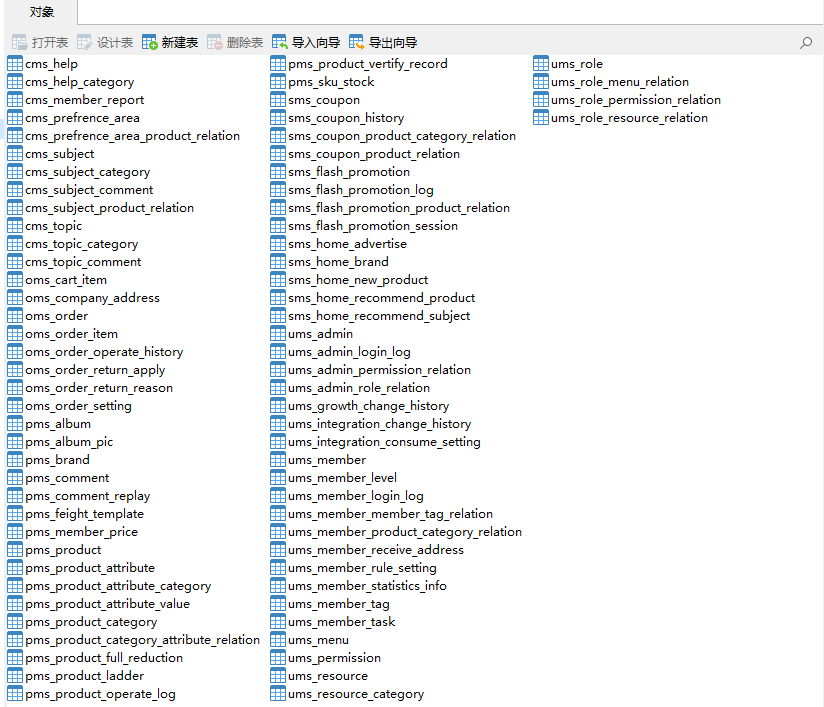 对象
打开表 设计表 新建表 删除表 导入向导 导出向导
cms_help
cms_help_category
cms_member_report
cms_prefrence_area
cms_prefrence_area_product_relation
cms_subject
cms_subject_category
cms_subject_comment
cms_subject_product_relation
cms_topic
cms_topic_category
cms_topic_comment
oms_cart_item
oms_company_address
oms_order
oms_order_item
oms_order_operate_history
oms_order_return_apply
oms_order_return_reason
oms_order_setting
pms_album
pms_album_pic
pms_brand
pms_comment
pms_comment_replay
pms_feight_template
pms_member_price
pms_product
pms_product_attribute
pms_product_attribute_category
pms_product_attribute_value
pms_product_category
pms_product_category_attribute_relation
pms_product_full_reduction
pms_product_ladder
pms_product_operate_log
pms_product_vertify_record
pms_sku_stock
sms_coupon
sms_coupon_history
sms_coupon_product_category_relation
sms_coupon_product_relation
sms_flash_promotion
sms_flash_promotion_log
sms_flash_promotion_product_relation
sms_flash_promotion_session
sms_home_advertise
sms_home_brand
sms_home_new_product
sms_home_recommend_product
sms_home_recommend_subject
ums_admin
ums_admin_login_log
ums_admin_permission_relation
ums_admin_role_relation
ums_growth_change_history
ums_integration_change_history
ums_integration_consume_setting
ums_member
ums_member_level
ums_member_login_log
ums_member_member_tag_relation
ums_member_product_category_relation
ums_member_receive_address
ums_member_rule_setting
ums_member_statistics_info
ums_member_tag
ums_member_task
ums_menu
ums_permission
ums_resource
ums_resource_category
ums_role
ums_role_menu_relation
ums_role_permission_relation
ums_role_resource_relation